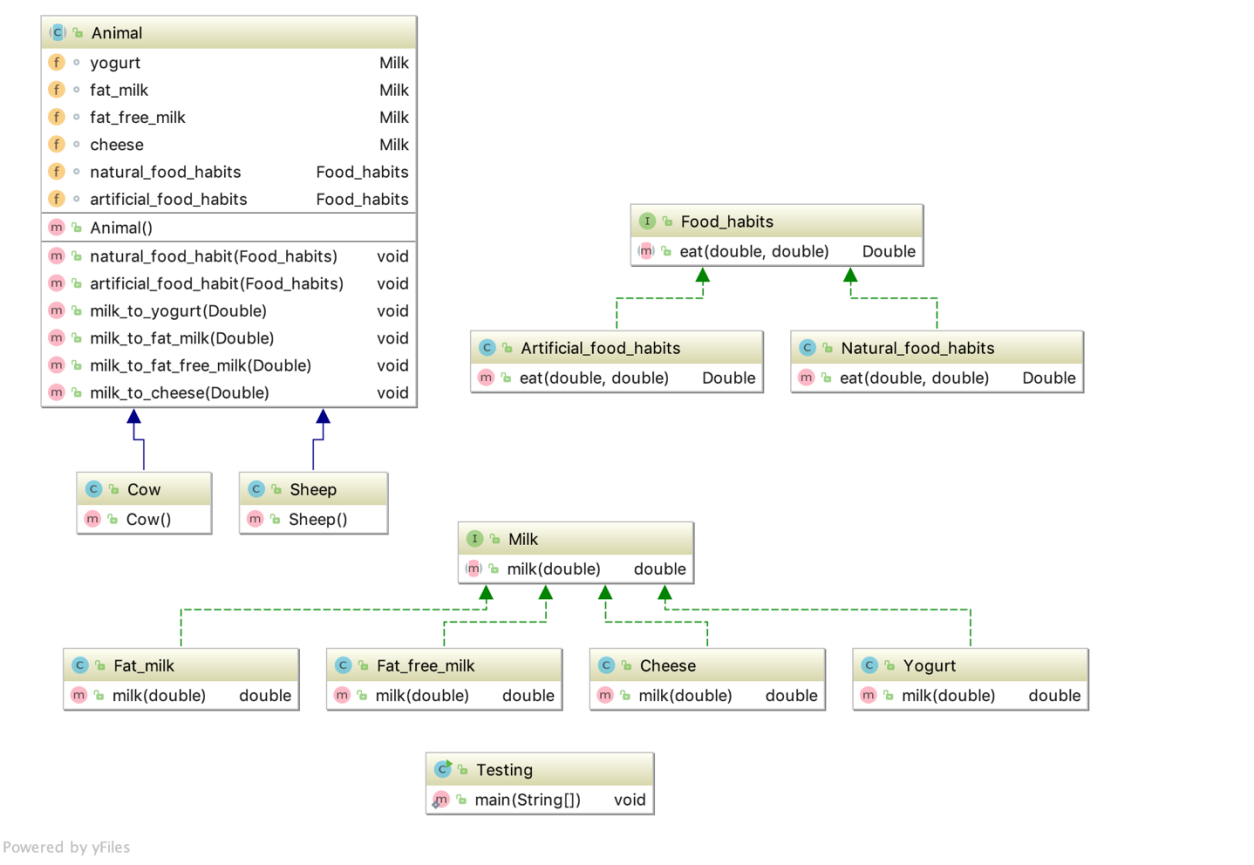 Animal
yogurt Milk
fat_milk Milk
fat_free_milk Milk
cheese Milk
natural_food_habits Food_habits
artificial_food_habits Food_habits
Animal()
natural_food_habit(Food_habits) void
artificial_food_habit(Food_habits) void
milk_to_yogurt(Double) void
milk_to_fat_milk(Double) void
milk_to_fat_free_milk(Double) void
milk_to_cheese(Double) void
Food_habits
eat(double, double) Double
Artificial_food_habits
eat(double, double) Double
Natural_food_habits
eat(double, double) Double
Cow
Cow()
Sheep
Sheep()
Milk
milk(double) double
Fat_milk
milk(double) double
Fat_free_milk
milk(double) double
Cheese
milk(double) double
Yogurt
milk(double) double
Testing
main(String[]) void
Powered by yFiles